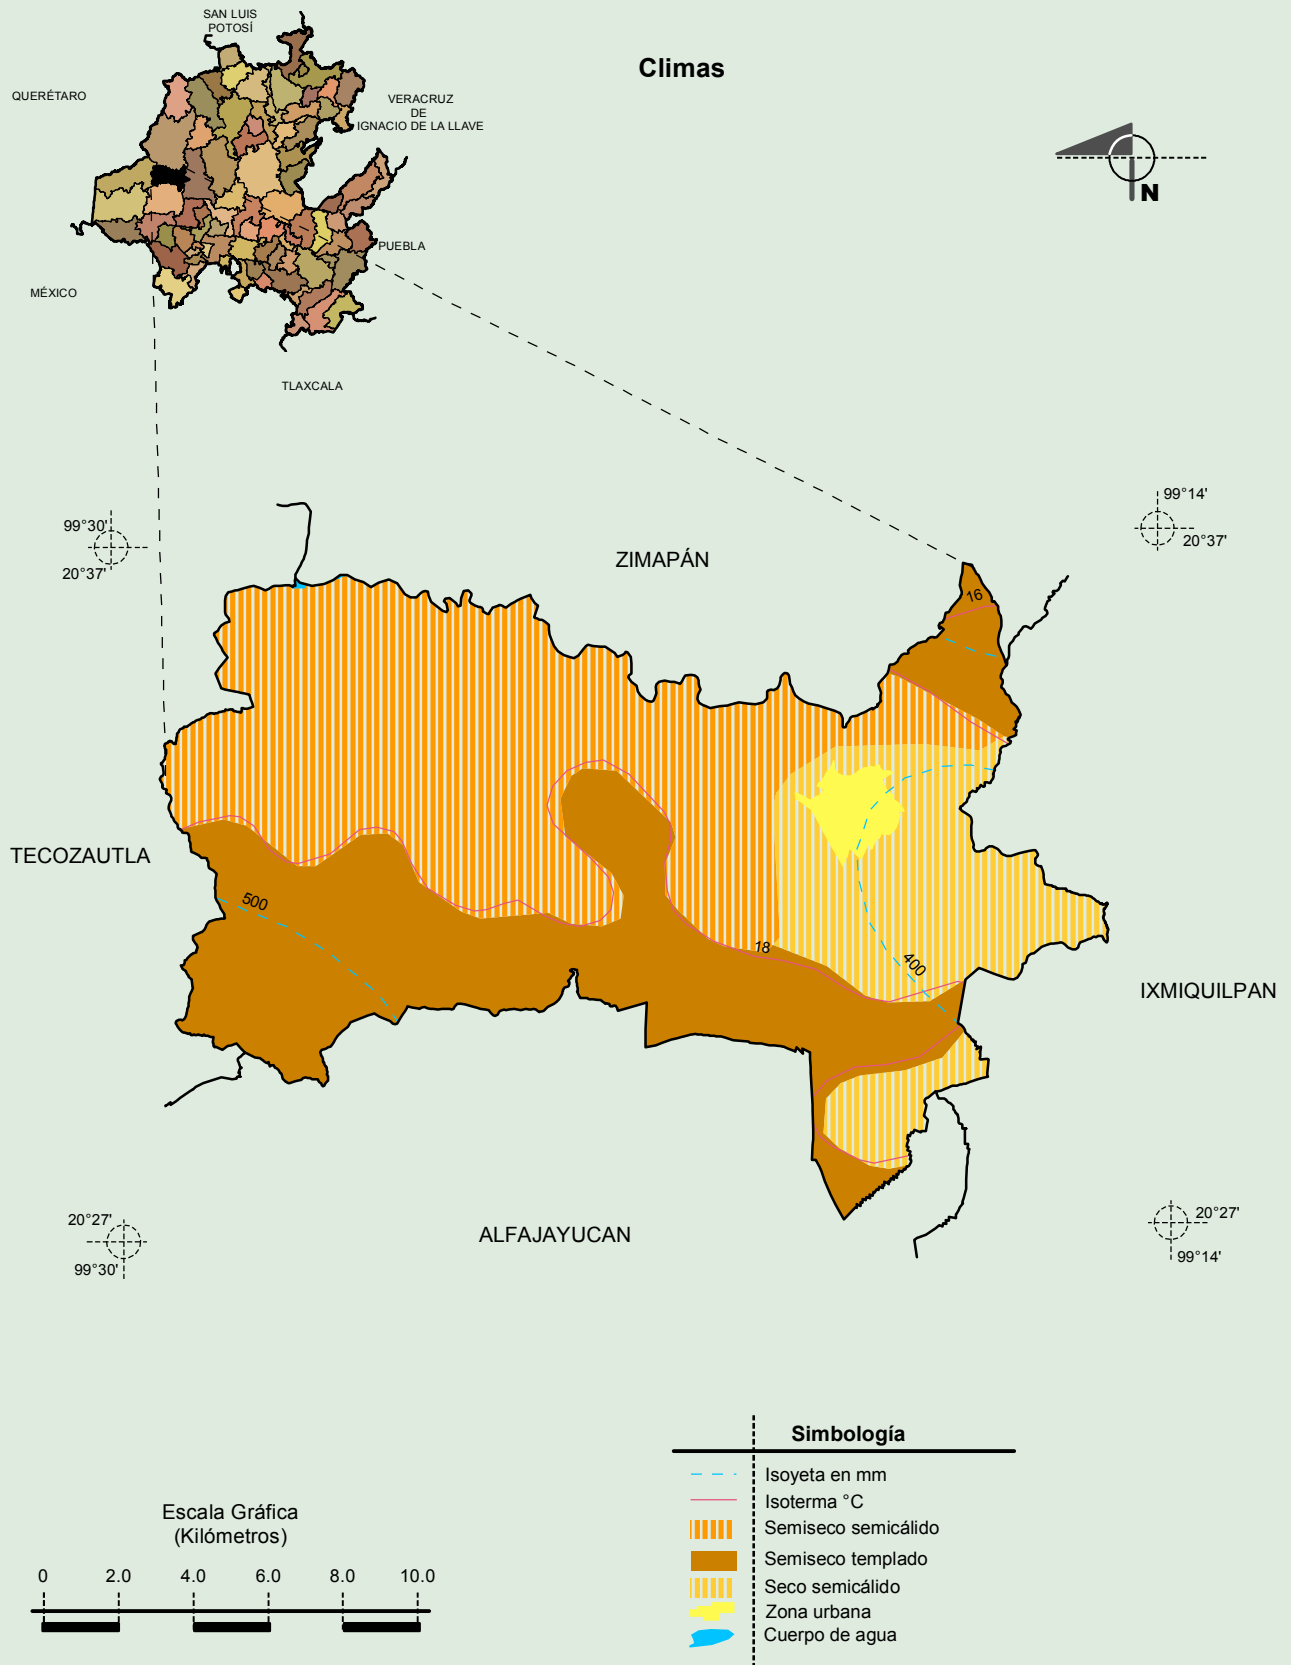 SAN LUIS
POTOSÍ
Climas
QUERÉTARO
VERACRUZ
DE
IGNACIO DE LA LLAVE
N
PUEBLA
MÉXICO
TLAXCALA
99°30'
20°37'
99°14'
20°37'
ZIMAPÁN
16
TECOZAUTLA
500
18
400
IXMIQUILPAN
20°27'
99°30'
ALFAJAYUCAN
20°27'
99°14'
Simbología
Isoyeta en mm
Isoterma °C
Semiseco semicálido
Semiseco templado
Seco semicálido
Zona urbana
Cuerpo de agua
Escala Gráfica
(Kilómetros)
0 2.0 4.0 6.0 8.0 10.0